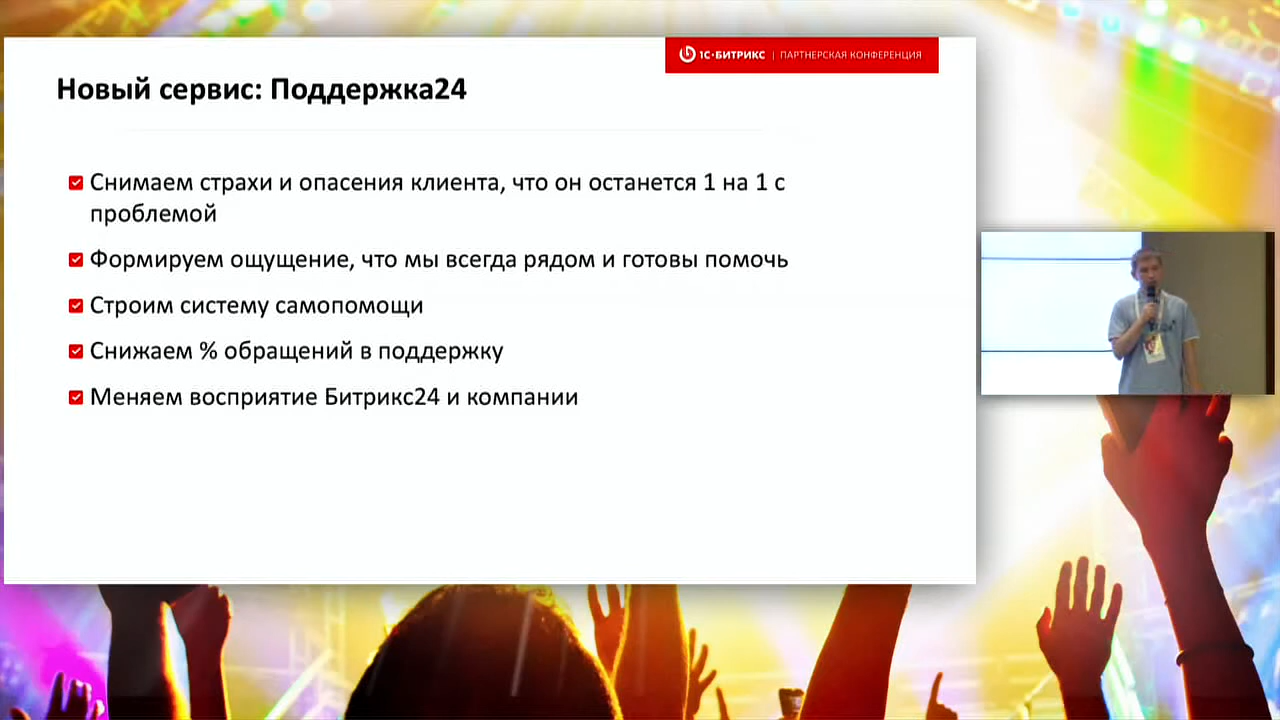 1С·БИТРИКС | ПАРТНЕРСКАЯ КОНФЕРЕНЦИЯ
Новый сервис: Поддержка24
Снимаем страхи и опасения клиента, что он останется 1 на 1 с
проблемой
Формируем ощущение, что мы всегда рядом и готовы помочь
Строим систему самопомощи
Снижаем % обращений в поддержку
Меняем восприятие Битрикс24 и компании